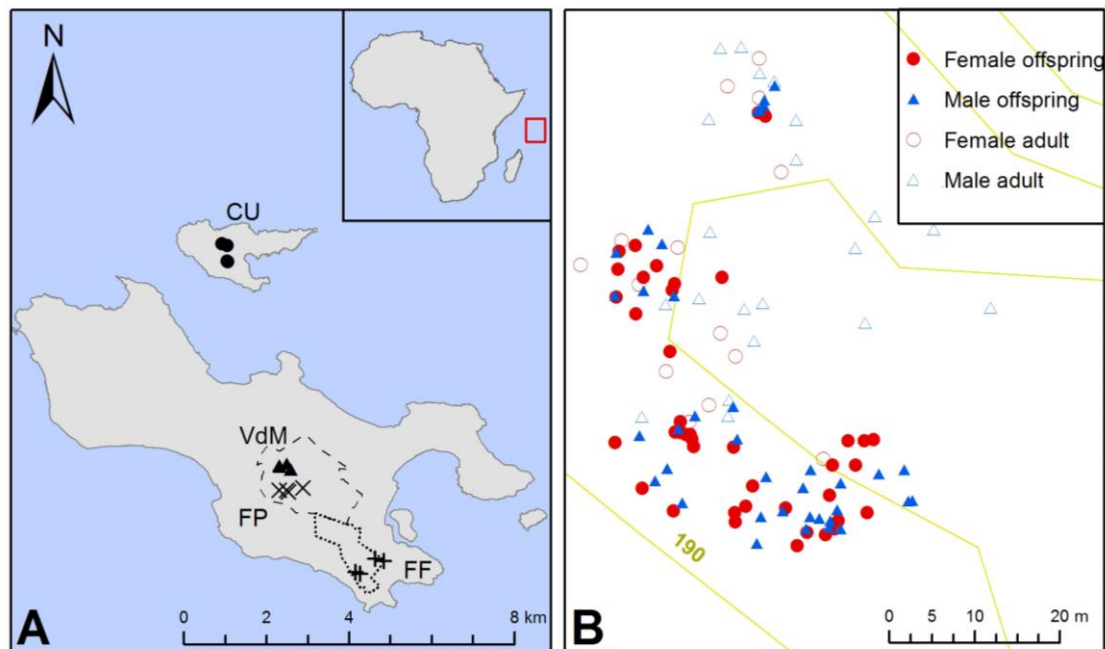 N
CU
VdM
FP
FF
0 2 4 8 km
A
Female offspring
Male offspring
Female adult
Male adult
190
0 5 10 20 m
B